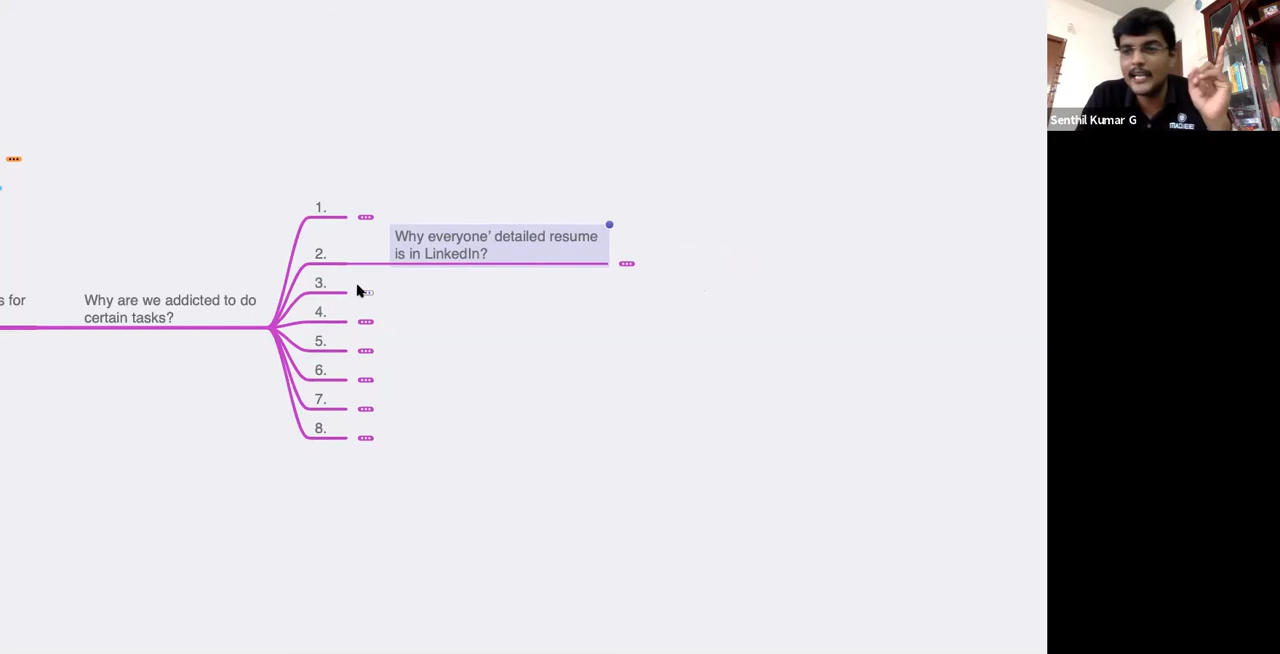 Senthil Kumar G
1.
Why everyone' detailed resume
is in LinkedIn?
2.
3.
s for
Why are we addicted to do
certain tasks?
4.
5.
6.
7.
8.